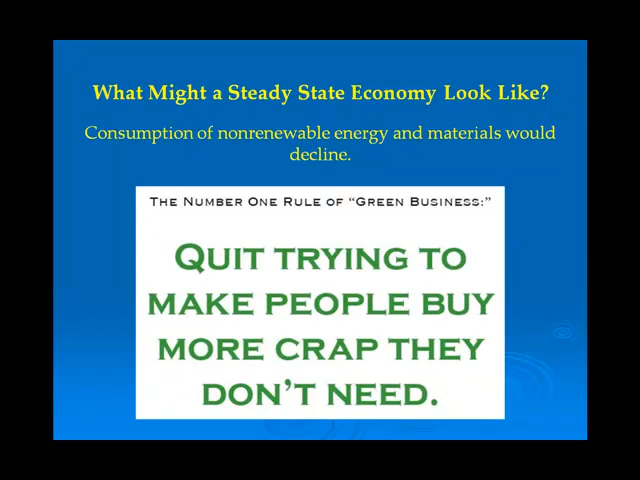 What Might a Steady State Economy Look Like?
Consumption of nonrenewable energy and materials would
decline.
THE NUMBER ONE RULE OF “GREEN BUSINESS:”
QUIT TRYING TO
MAKE PEOPLE BUY
MORE CRAP THEY
DON’T NEED.